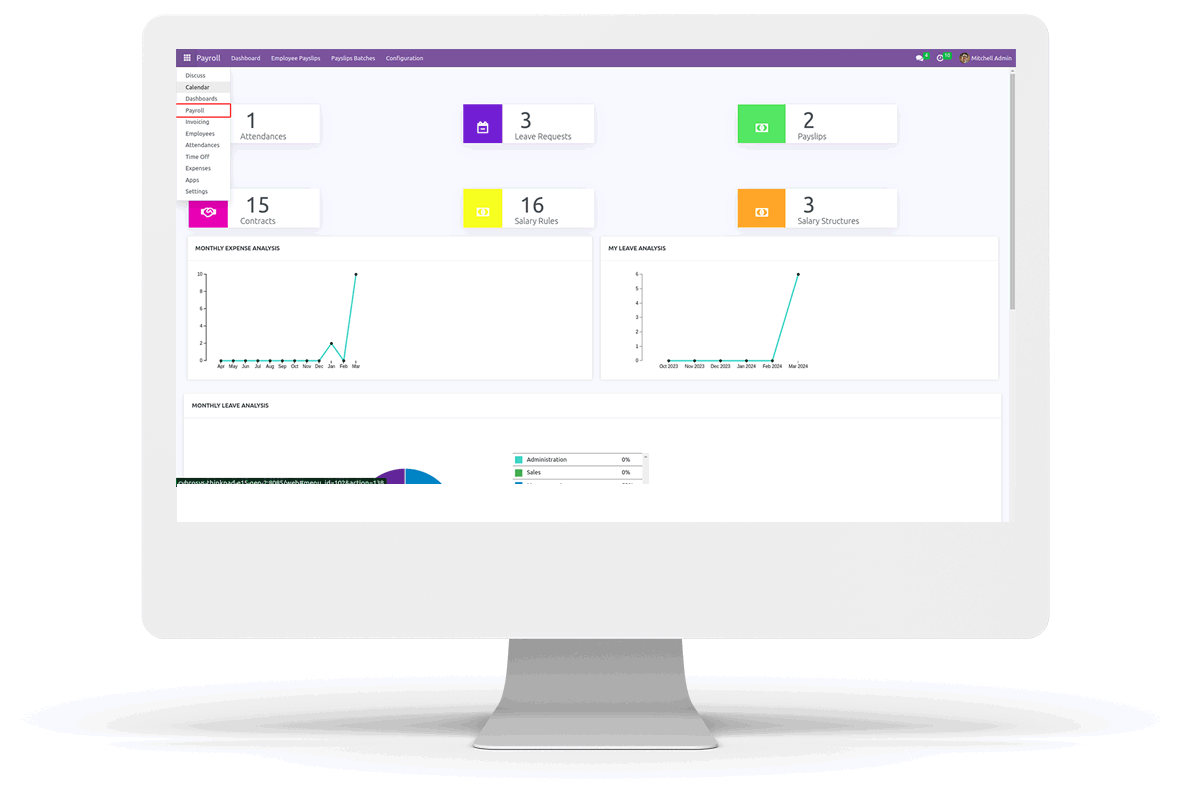 Payroll Dashboard Employee Payslips Payslips Batches Configuration 4 10 Mitchell Admin
Discuss
Calendar
Dashboards
Payroll
Invoicing
Employees
Attendances
Time Off
Expenses
Apps
Settings
1
Attendances
3
Leave Requests
2
Payslips
15
Contracts
16
Salary Rules
3
Salary Structures
MONTHLY EXPENSE ANALYSIS
10
8
6
4
2
0
Apr May Jun Jul Aug Sep Oct Nov Dec Jan Feb Mar
MY LEAVE ANALYSIS
6
5
4
3
2
1
0
Oct 2023 Nov 2023 Dec 2023 Jan 2024 Feb 2024 Mar 2024
MONTHLY LEAVE ANALYSIS
Administration 0%
Sales 0%